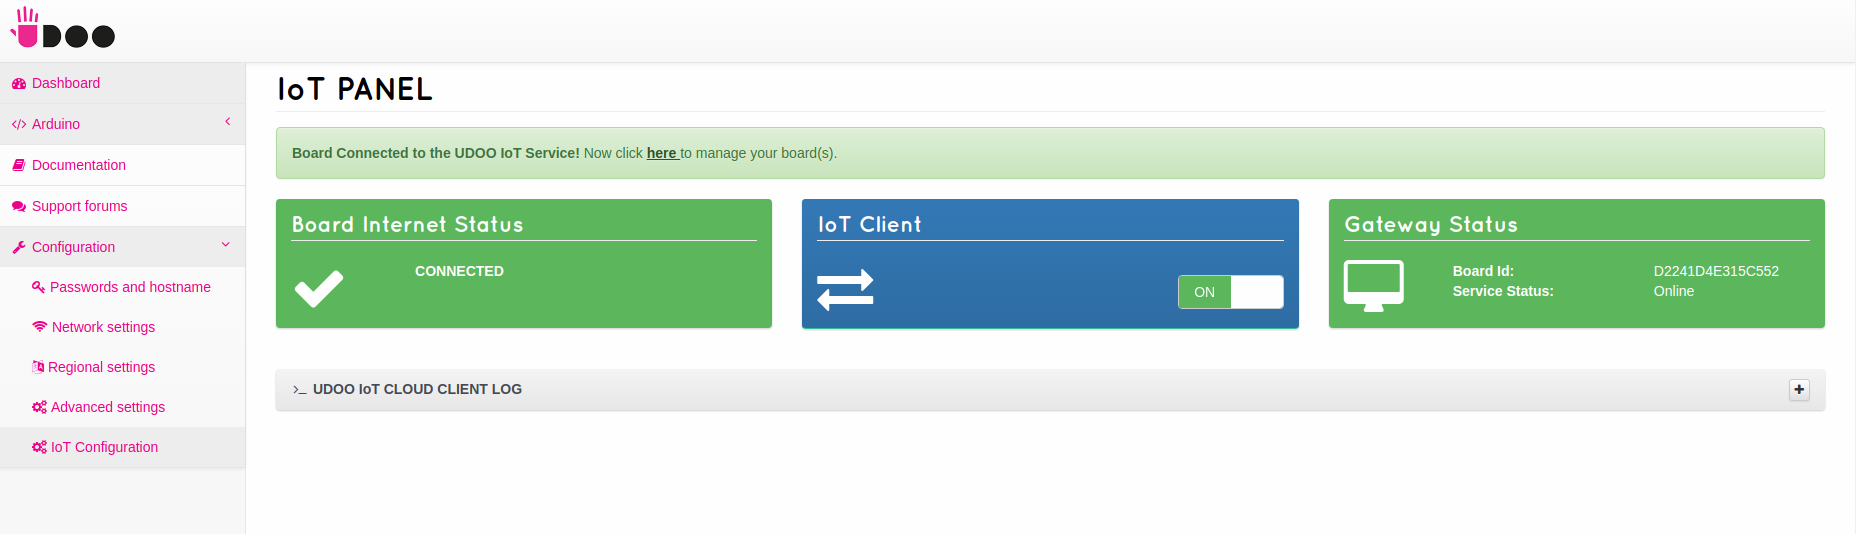 UDOO
Dashboard
Arduino
Documentation
Support forums
Configuration
Passwords and hostname
Network settings
Regional settings
Advanced settings
IoT Configuration
IoT PANEL
Board Connected to the UDOO IoT Service! Now click here to manage your board(s).
Board Internet Status
CONNECTED
IoT Client
ON
Gateway Status
Board Id: D2241D4E315C552
Service Status: Online
UDOO IoT CLOUD CLIENT LOG